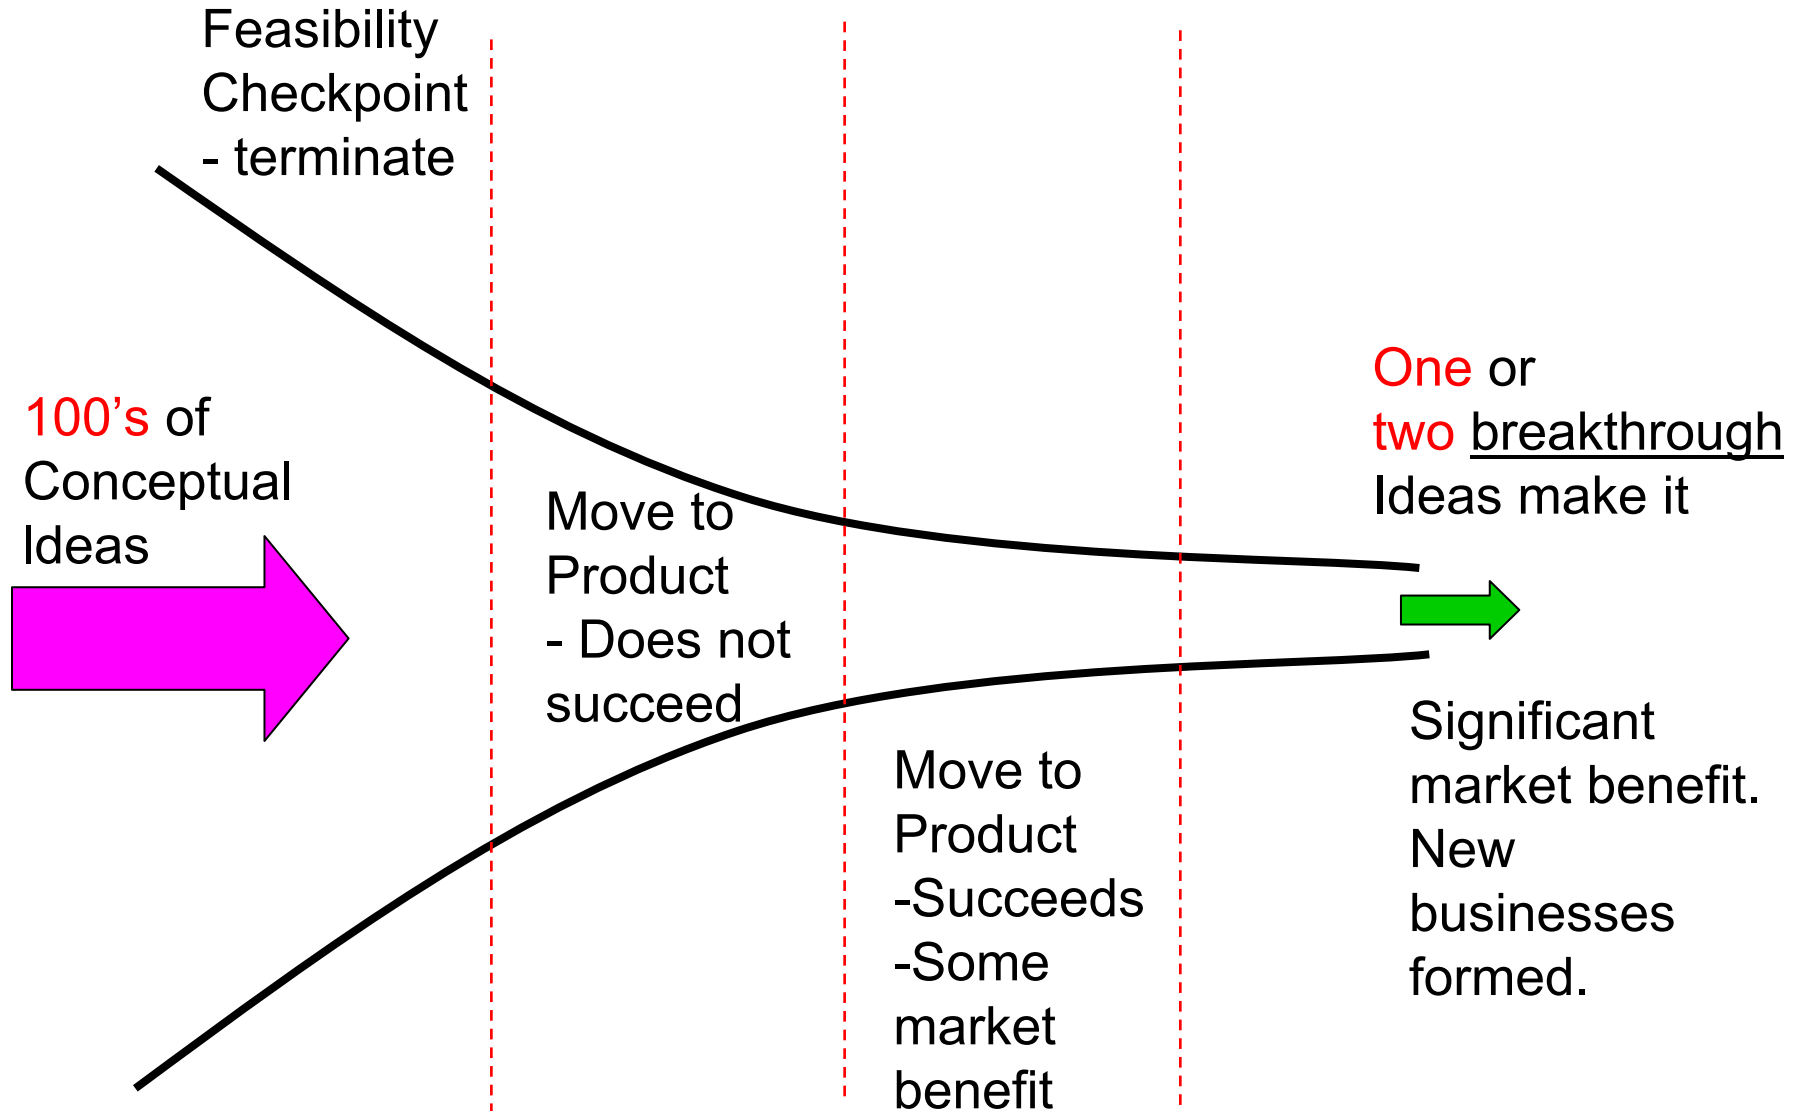 Feasibility
Checkpoint
- terminate
100’s of
Conceptual
Ideas
Move to
Product
- Does not
succeed
Move to
Product
-Succeeds
-Some
market
benefit
One or
two breakthrough
Ideas make it
Significant
market benefit.
New
businesses
formed.